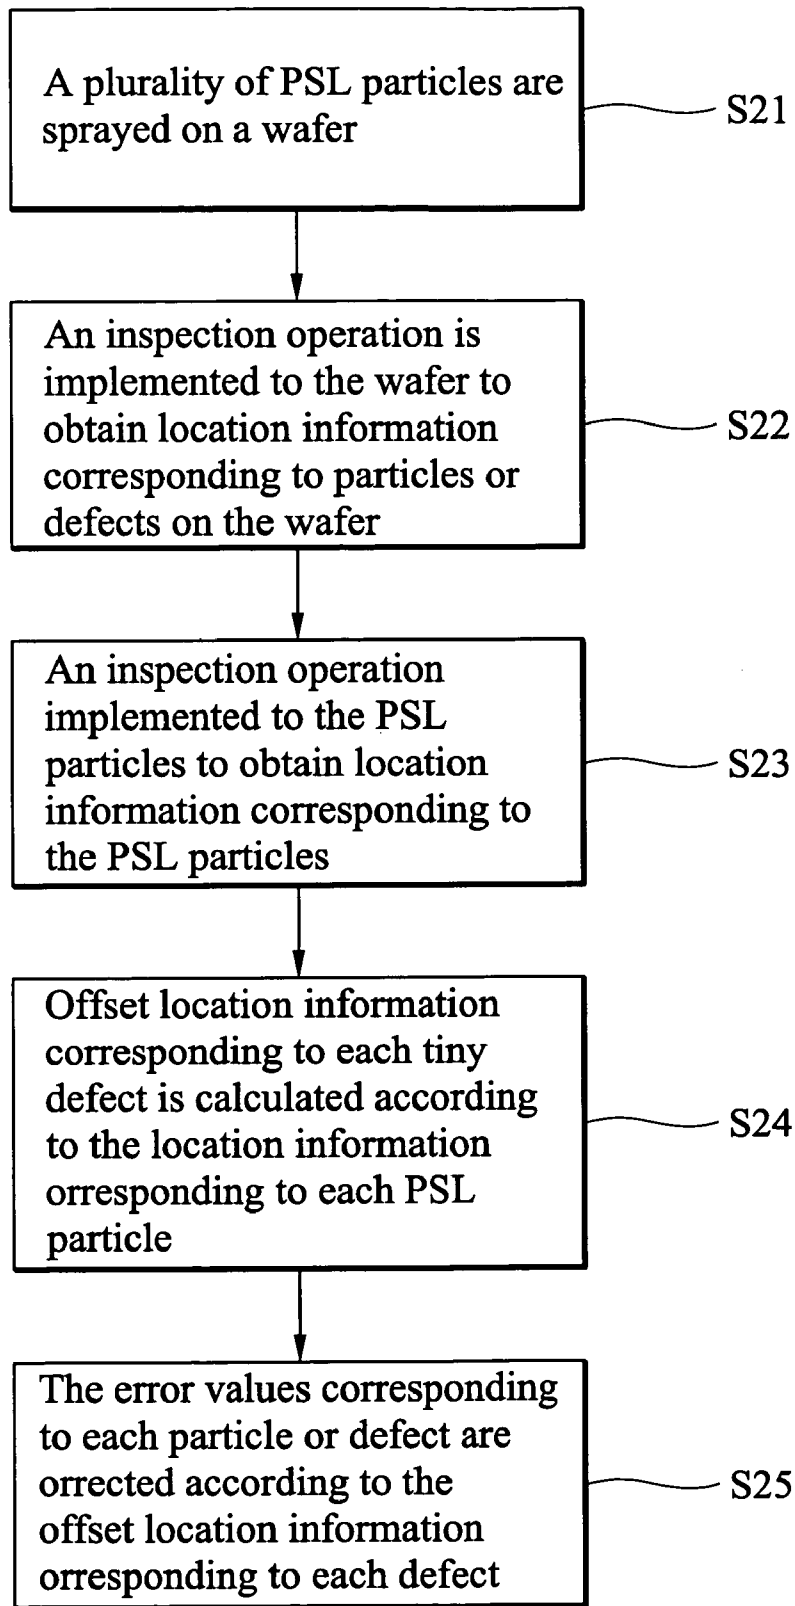 A plurality of PSL particles are
sprayed on a wafer
S21
An inspection operation is
implemented to the wafer to
obtain location information
corresponding to particles or
defects on the wafer
S22
An inspection operation
implemented to the PSL
particles to obtain location
information corresponding to
the PSL particles
S23
Offset location information
corresponding to each tiny
defect is calculated according
to the location information
orresponding to each PSL
particle
S24
The error values corresponding
to each particle or defect are
orrected according to the
offset location information
orresponding to each defect
S25